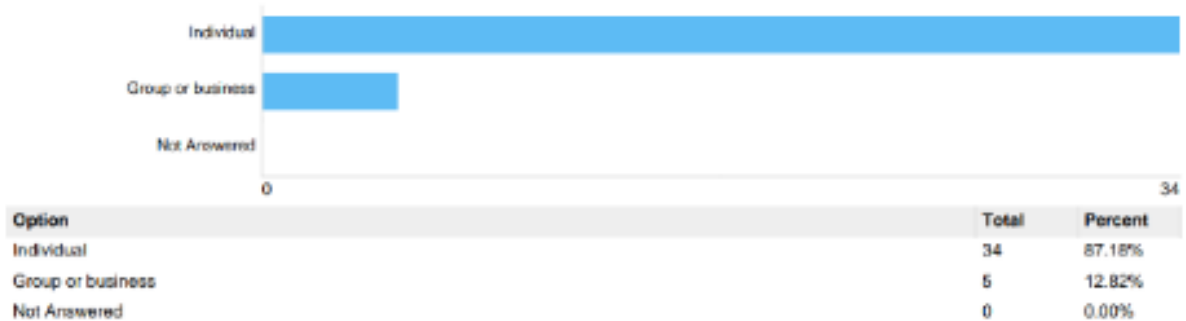 Individual
Group or business
Not Answered
0 34
Option Total Percent
Individual 34 87.18%
Group or business 5 12.82%
Not Answered 0 0.00%